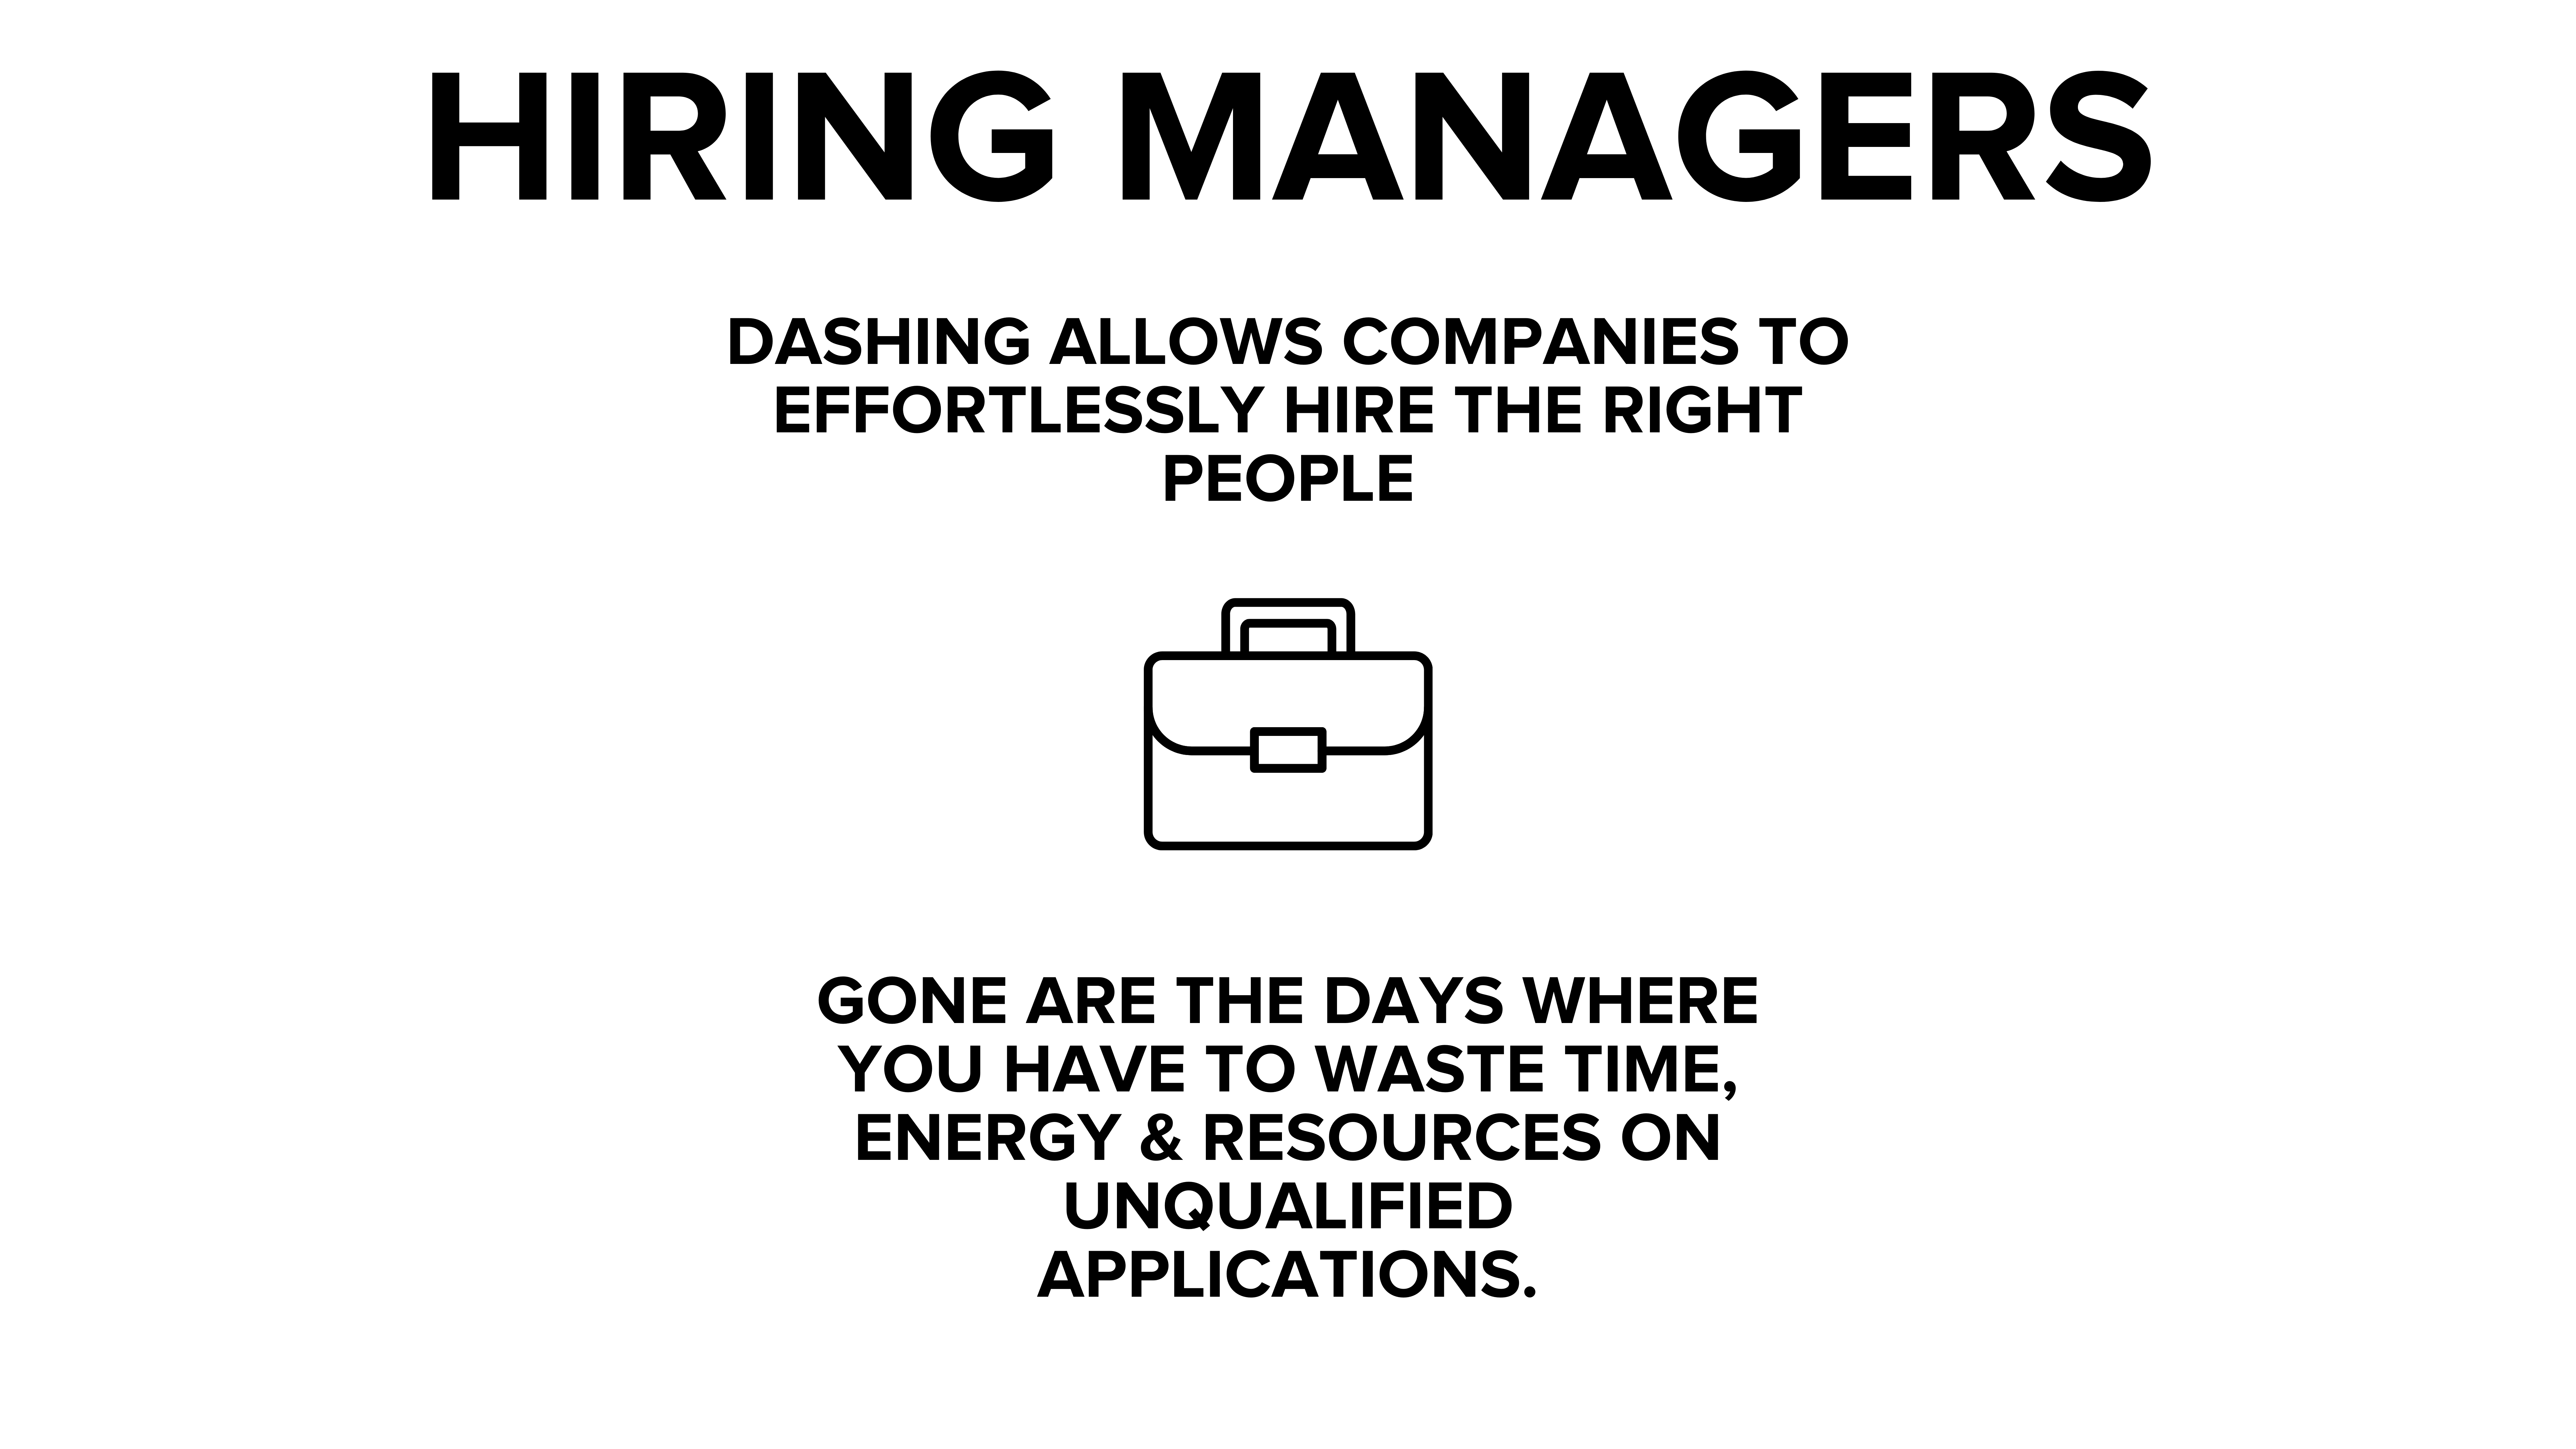 HIRING MANAGERS
DASHING ALLOWS COMPANIES TO
EFFORTLESSLY HIRE THE RIGHT
PEOPLE
GONE ARE THE DAYS WHERE
YOU HAVE TO WASTE TIME,
ENERGY & RESOURCES ON
UNQUALIFIED
APPLICATIONS.